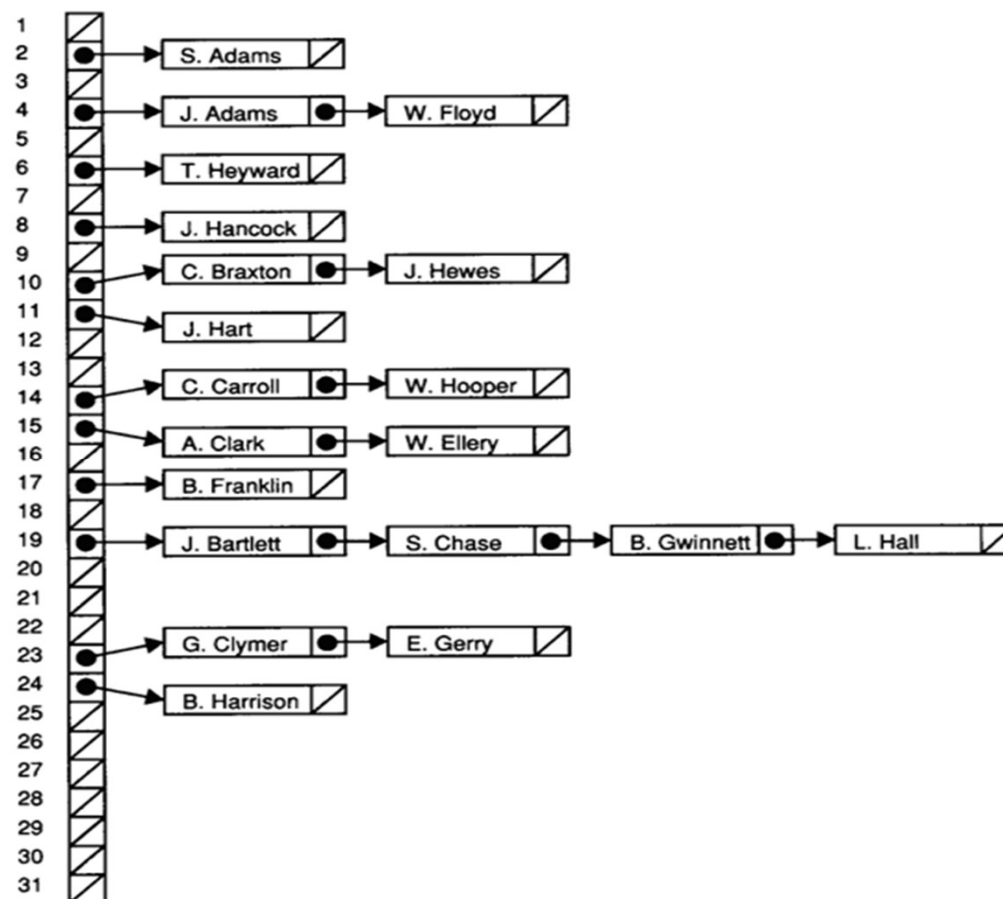 1
2 S. Adams
3
4 J. Adams W. Floyd
5
6 T. Heyward
7
8 J. Hancock
9
10 C. Braxton J. Hewes
11 J. Hart
12
13
14 C. Carroll W. Hooper
15 A. Clark W. Ellery
16
17 B. Franklin
18
19 J. Bartlett S. Chase B. Gwinnett L. Hall
20
21
22
23 G. Clymer E. Gerry
24 B. Harrison
25
26
27
28
29
30
31